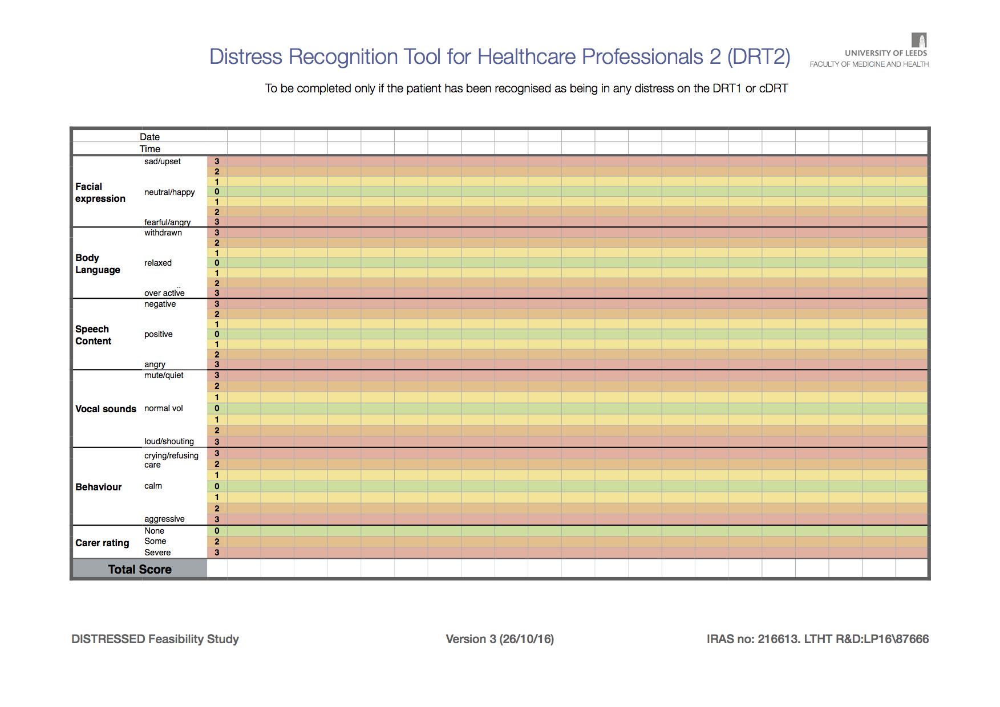 Distress Recognition Tool for Healthcare Professionals 2 (DRT2)
UNIVERSITY OF LEEDS
FACULTY OF MEDICINE AND HEALTH
To be completed only if the patient has been recognised as being in any distress on the DRT1 or cDRT
Date
Time
Facial
expression
sad/upset 3
2
1
neutral/happy 0
1
2
fearful/angry 3
Body
Language
withdrawn 3
2
1
relaxed 0
1
2
over active 3
Speech
Content
negative 3
2
1
positive 0
1
2
angry 3
mute/quiet 3
2
1
Vocal sounds normal vol 0
1
2
loud/shouting 3
crying/refusing 3
care 2
1
Behaviour calm 0
1
2
aggressive 3
None 0
Carer rating Some 2
Severe 3
Total Score
DISTRESSED Feasibility Study Version 3 (26/10/16) IRAS no: 216613. LTHT R&D:LP16\87666